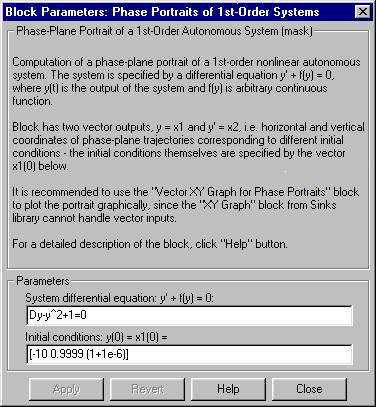 Block Parameters: Phase Portraits of 1st-Order Systems
Phase-Plane Portrait of a 1st-order Autonomous System (mask)
Computation of a phase-plane portrait of a 1st-order nonlinear autonomous
system. The system is specified by a differential equation y' + f(y) = 0,
where y(t) is the output of the system and f(y) is arbitrary continuous
function.
Block has two vector outputs, y = x1 and y' = x2, i.e. horizontal and vertical
coordinates of phase-plane trajectories corresponding to different initial
conditions - the initial conditions themselves are specified by the vector
x1(0) below.
It is recommended to use the "Vector XY Graph for Phase Portraits" block
to plot the portrait graphically, since the "XY Graph" block from Sinks
library cannot handle vector inputs.
For a detailed description of the block, click "Help" button.
Parameters
System differential equation: y' + f(y) = 0:
Dy-y^2+1=0
Initial conditions: y(0) = x1(0) =
[-10 0.9999 (1+1e-6)]
Apply Revert Help Close